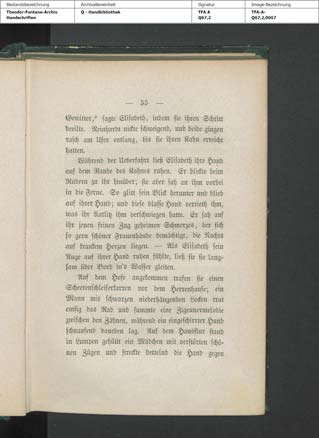 Bestandsbezeichnung Archivalieneinheit Signatur Image-Bezeichnung
Theodor-Fontane-Archiv Q - Handbibliothek TFA A TFA-A-
Handschriften Q67,2 Q67,2,0067
— 55 —
Gewitter,“ sagte Elisabeth, indem sie ihren Schritt
beeilte. Reinhardt nickte schweigend, und beide gingen
rasch am Ufer entlang, bis sie ihren Kahn erreicht
hatten.
Während der Ueberfahrt ließ Elisabeth ihre Hand
auf dem Rande des Kahnes ruhen. Er blickte beim
Rudern zu ihr hinüber; sie aber sah an ihm vorbei
in die Ferne. So glitt sein Blick herunter und blieb
auf ihrer Hand; und diese blasse Hand verrieth ihm,
was ihr Antlitz ihm verschwiegen hatte. Er sah auf
ihr jenen feinen Zug geheimen Schmerzes, der sich
so gern schöner Frauenhände bemächtigt, die Nachts
auf krankem Herzen liegen. — Als Elisabeth sein
Auge auf ihrer Hand ruhen fühlte, ließ sie sie lang-
sam über Bord in's Wasser gleiten.
Auf dem Hofe angekommen trafen sie einen
Scheerenschleiferkarren vor dem Herrenhause; ein
Mann mit schwarzen niederhängenden Locken trat
emsig das Rad und summte eine Zigeunermelodie
zwischen den Zähnen, während ein eingeschirrter Hund
schnaufend daneben lag. Auf dem Hausflur stand
in Lumpen gehüllt ein Mädchen mit verstörten schö-
nen Zügen und streckte bettelnd die Hand gegen